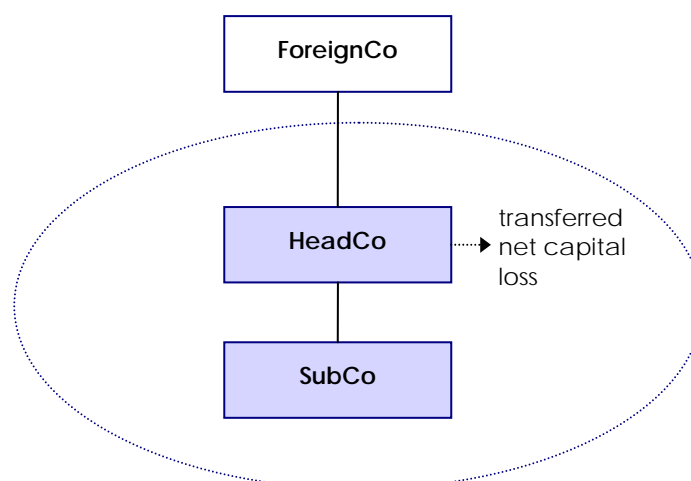 ForeignCo
HeadCo
transferred
net capital
loss
SubCo